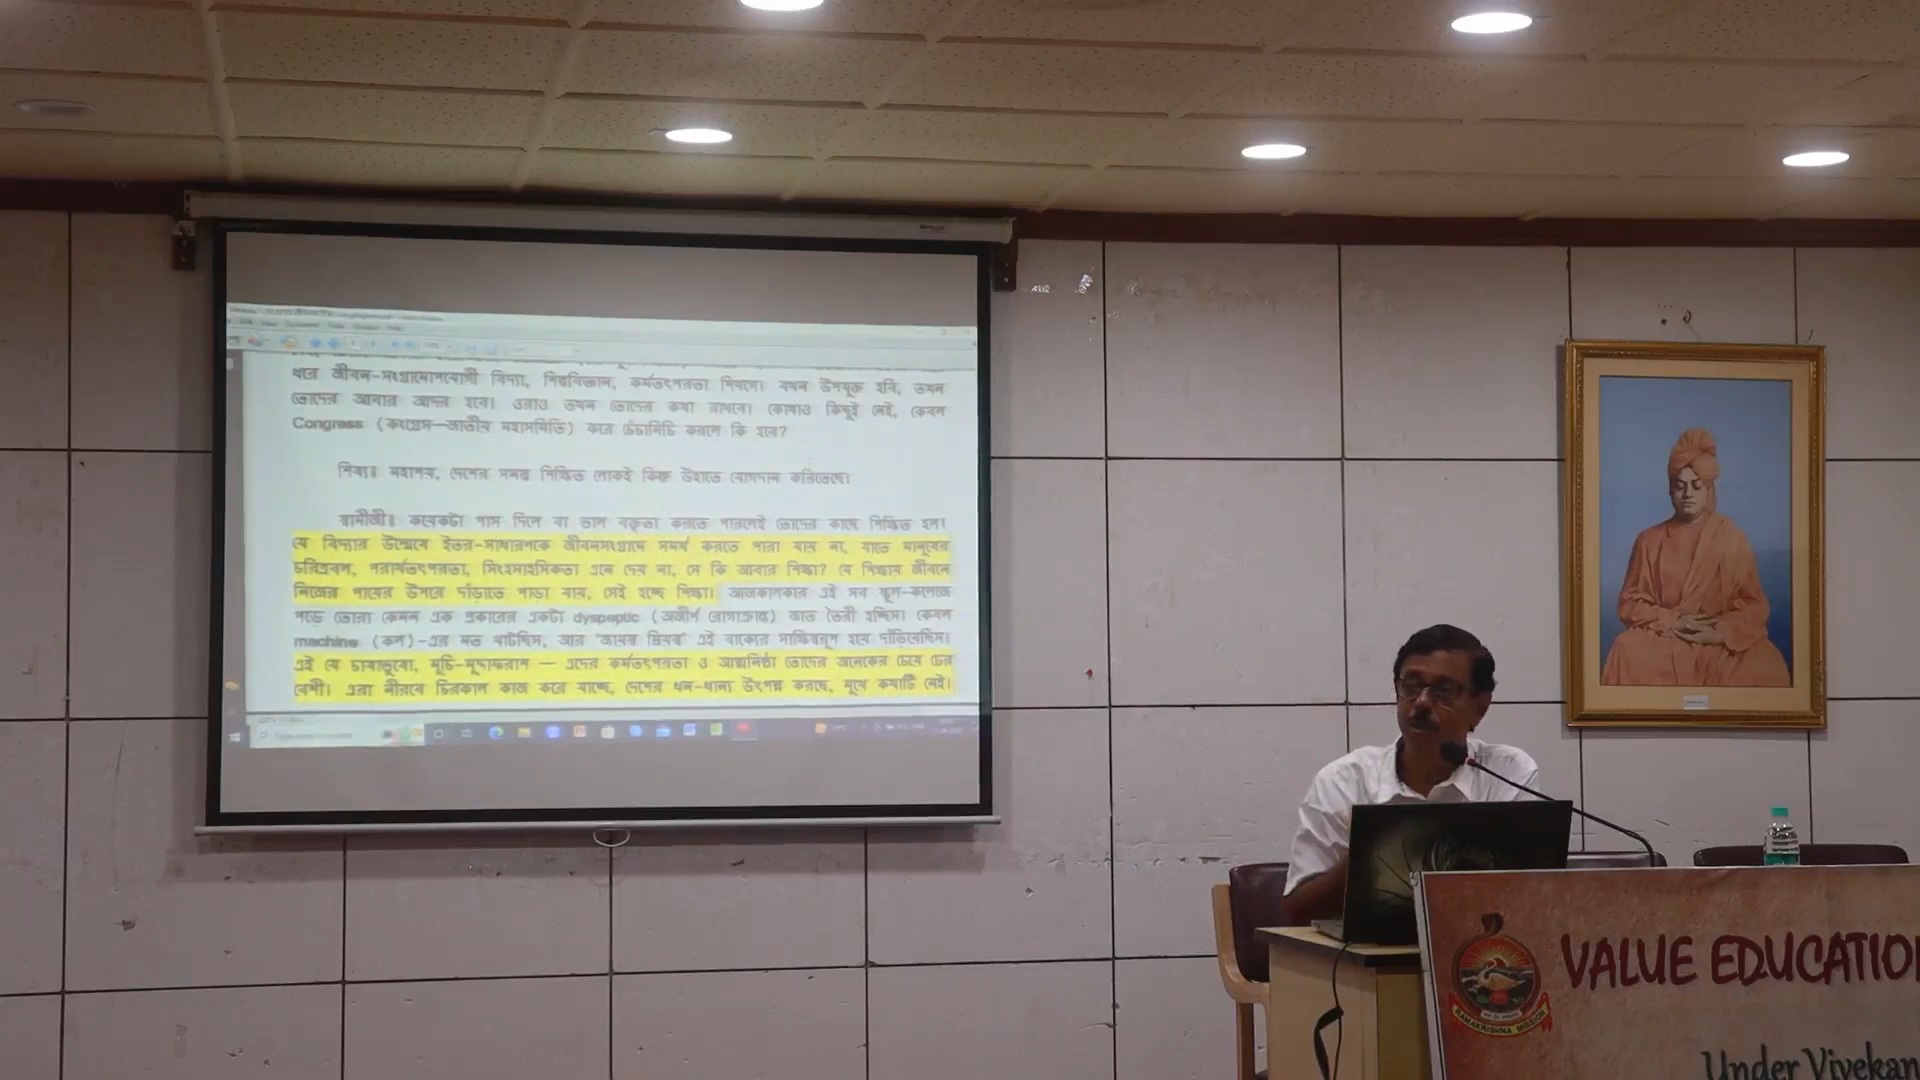 ধরে জীবন-সংগ্রামোপযোগী বিদ্যা, শিল্পবিজ্ঞান, কর্মতৎপরতা শিখগে। যখন উপযুক্ত হবি, তখন
তোদের আবার আদর হবে। ওরাও তখন তোদের কথা রাখবে। কোথাও কিছুই নেই, কেবল
Congress (কংগ্রেস—জাতীয় মহাসমিতি) করে চেঁচামিচি করলে কি হবে?
শিষ্য॥ মহাশয়, দেশের সমস্ত শিক্ষিত লোকই কিন্তু উহাতে যোগদান করিতেছে।
স্বামীজী॥ কয়েকটা পাস দিলে বা ভাল বক্তৃতা করতে পারলেই তোদের কাছে শিক্ষিত হল।
যে বিদ্যার উন্মেষে ইতর-সাধারণকে জীবনসংগ্রামে সমর্থ করতে পারা যায় না, যাতে মানুষের
চরিত্রবল, পরার্থতৎপরতা, সিংহসাহসিকতা এনে দেয় না, সে কি আবার শিক্ষা? যে শিক্ষায় জীবনে
নিজের পায়ের উপরে দাঁড়াতে পারা যায়, সেই হচ্ছে শিক্ষা। আজকালকার এই সব স্কুল-কলেজে
পড়ে তোরা কেমন এক প্রকারের একটা dyspeptic (অজীর্ণ রোগাক্রান্ত) জাত তৈরী হচ্ছিস। কেবল
machine (কল)-এর মত খাটছিস, আর ‘জায়স্ব ম্রিয়স্ব’ এই বাক্যের সাক্ষিস্বরূপ হয়ে দাঁড়িয়েছিস।
এই যে চাষাভুষো, মুচি-মুদ্দাফরাশ — এদের কর্মতৎপরতা ও আত্মনিষ্ঠা তোদের অনেকের চেয়ে ঢের
বেশী। এরা নীরবে চিরকাল কাজ করে যাচ্ছে, দেশের ধন-ধান্য উৎপন্ন করছে, মুখে কথাটি নেই।
VALUE EDUCATIO
RAMAKRISHNA MISSION
Under Vivekan